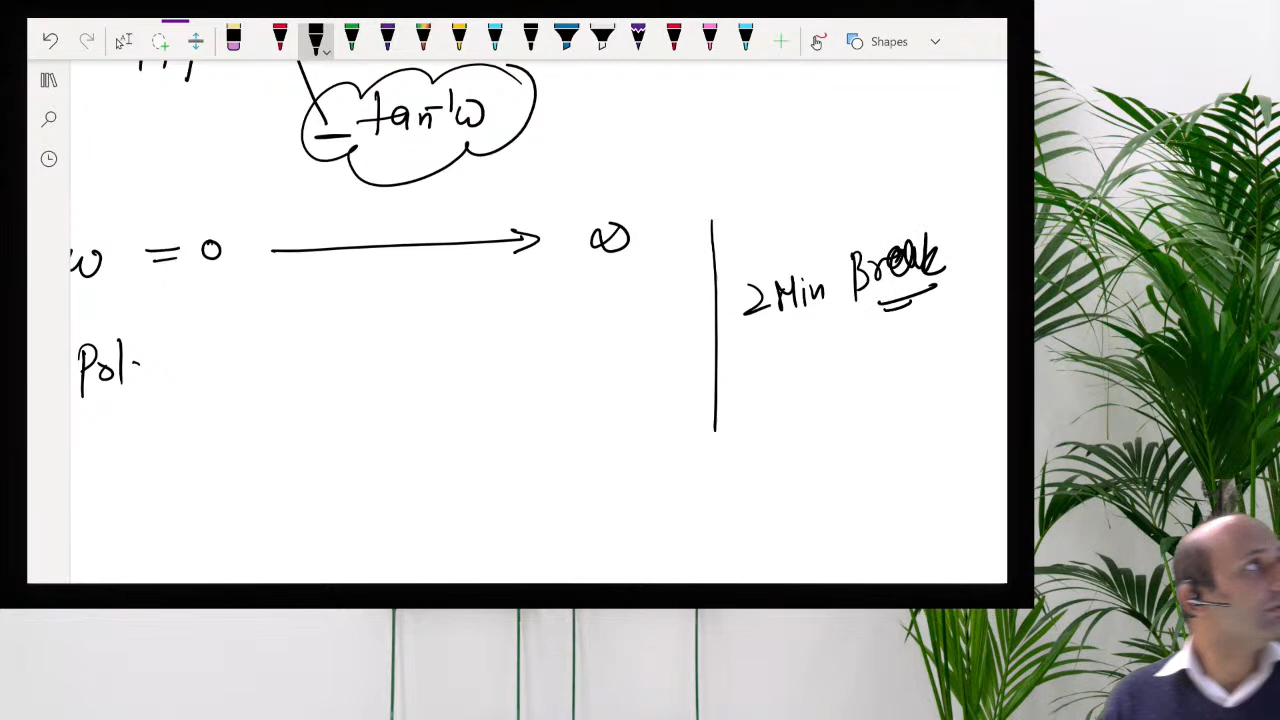 Shapes
- tan⁻¹ω
ω = 0 ⟶ ∞
2 Min Break
Pol.